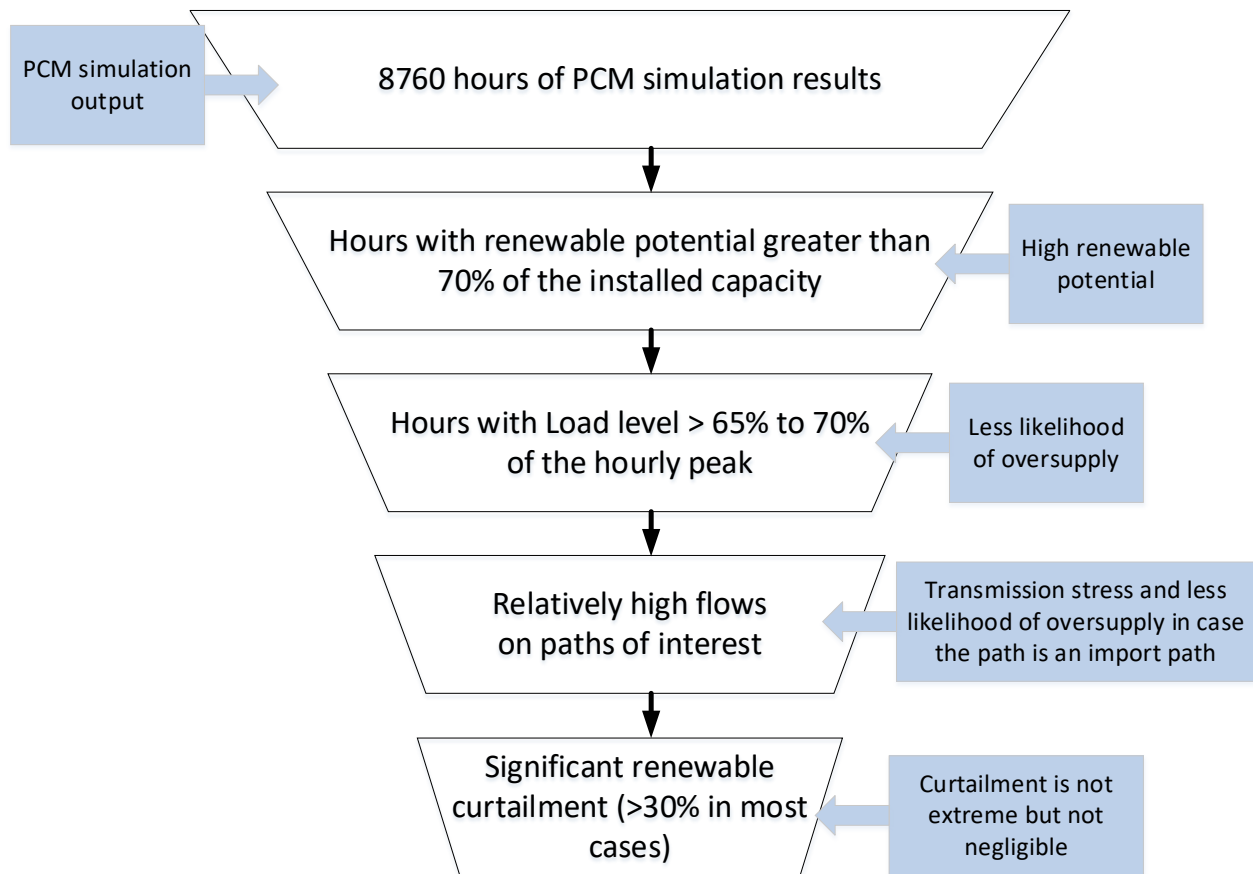 PCM simulation
output
8760 hours of PCM simulation results
Hours with renewable potential greater than
70% of the installed capacity
High renewable
potential
Hours with Load level > 65% to 70%
of the hourly peak
Less likelihood
of oversupply
Relatively high flows
on paths of interest
Transmission stress and less
likelihood of oversupply in case
the path is an import path
Significant renewable
curtailment (>30% in most
cases)
Curtailment is not
extreme but not
negligible